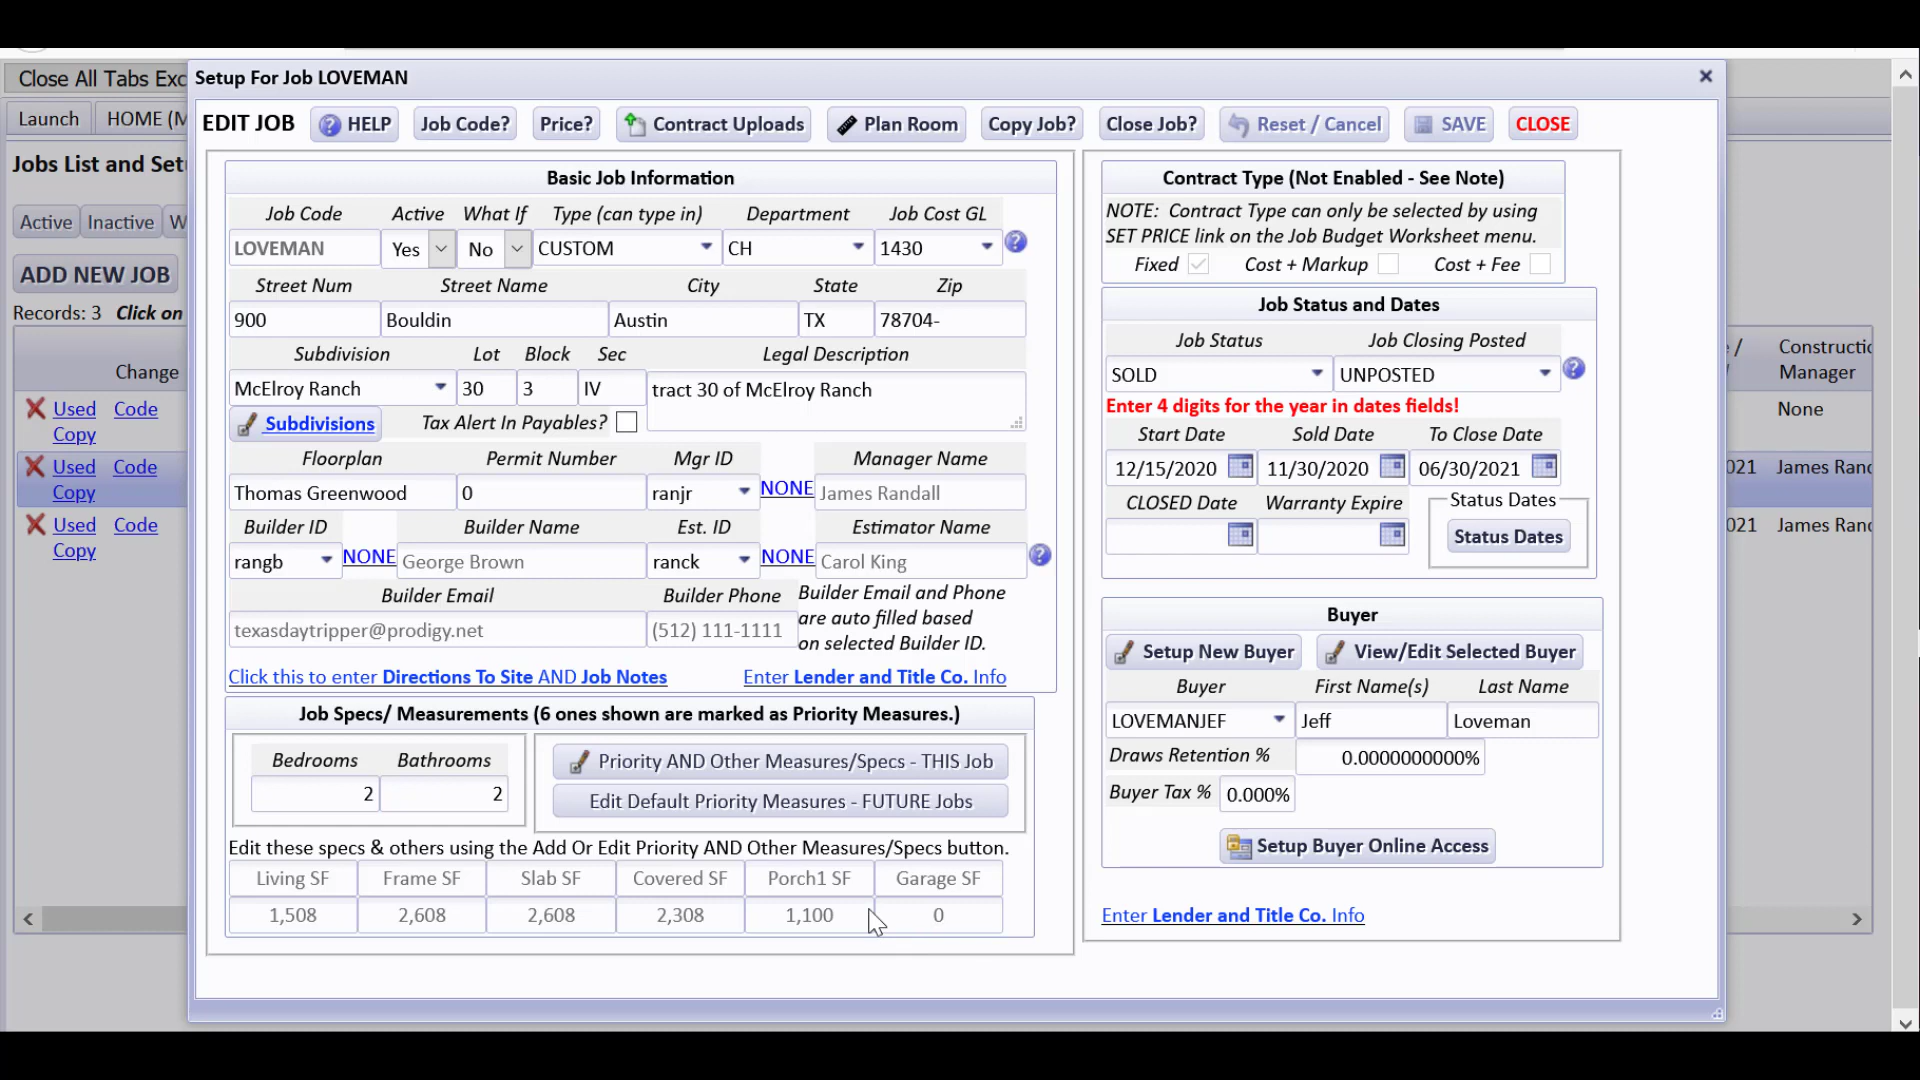 Close All Tabs Exc
Setup For Job LOVEMAN
Launch
HOME (M
EDIT JOB
HELP
Job Code?
Price?
Contract Uploads
Plan Room
Copy Job?
Close Job?
Reset / Cancel
SAVE
CLOSE
Jobs List and Set
Active
Inactive
W
ADD NEW JOB
Records: 3 Click on
Change
Used
Copy
Code
Used
Copy
Code
Used
Copy
Code
Basic Job Information
Job Code Active What If Type (can type in) Department Job Cost GL
LOVEMAN Yes No CUSTOM CH 1430
Street Num Street Name City State Zip
900 Bouldin Austin TX 78704-
Subdivision Lot Block Sec Legal Description
McElroy Ranch 30 3 IV tract 30 of McElroy Ranch
Subdivisions Tax Alert In Payables?
Floorplan Permit Number Mgr ID Manager Name
Thomas Greenwood 0 ranjr NONE James Randall
Builder ID Builder Name Est. ID Estimator Name
rangb NONE George Brown ranck NONE Carol King
Builder Email Builder Phone
texasdaytripper@prodigy.net (512) 111-1111
Builder Email and Phone
are auto filled based
on selected Builder ID.
Click this to enter Directions To Site AND Job Notes
Enter Lender and Title Co. Info
Job Specs/ Measurements (6 ones shown are marked as Priority Measures.)
Bedrooms Bathrooms
2 2
Priority AND Other Measures/Specs - THIS Job
Edit Default Priority Measures - FUTURE Jobs
Edit these specs & others using the Add Or Edit Priority AND Other Measures/Specs button.
Living SF Frame SF Slab SF Covered SF Porch1 SF Garage SF
1,508 2,608 2,608 2,308 1,100 0
Contract Type (Not Enabled - See Note)
NOTE: Contract Type can only be selected by using
SET PRICE link on the Job Budget Worksheet menu.
Fixed Cost + Markup Cost + Fee
Job Status and Dates
Job Status Job Closing Posted
SOLD UNPOSTED
Enter 4 digits for the year in dates fields!
Start Date Sold Date To Close Date
12/15/2020 11/30/2020 06/30/2021
CLOSED Date Warranty Expire
Status Dates
Status Dates
Buyer
Setup New Buyer
View/Edit Selected Buyer
Buyer First Name(s) Last Name
LOVEMANJEF Jeff Loveman
Draws Retention % 0.0000000000%
Buyer Tax % 0.000%
Setup Buyer Online Access
Enter Lender and Title Co. Info
/
Constructic
Manager
None
021 James Rand
021 James Rand